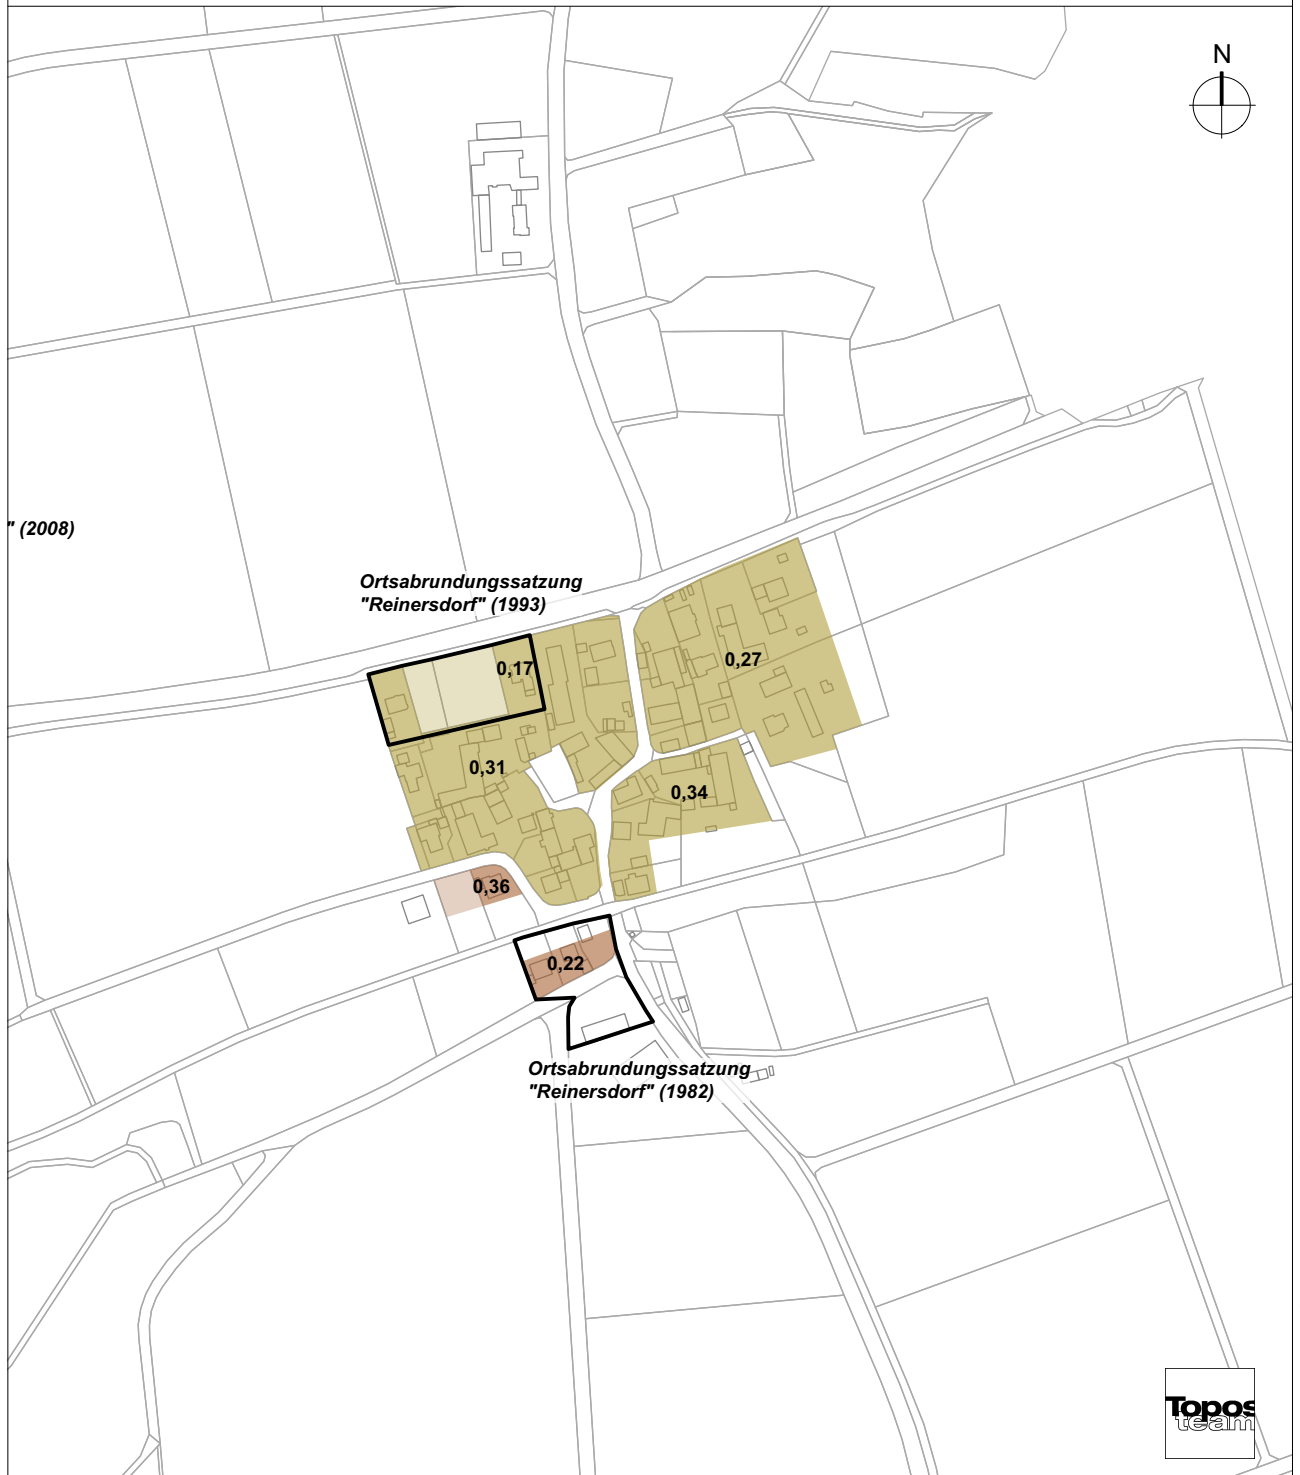 N
" (2008)
Ortsabrundungssatzung
"Reinersdorf" (1993)
0,17
0,27
0,31
0,34
0,36
0,22
Ortsabrundungssatzung
"Reinersdorf" (1982)
Topos
team